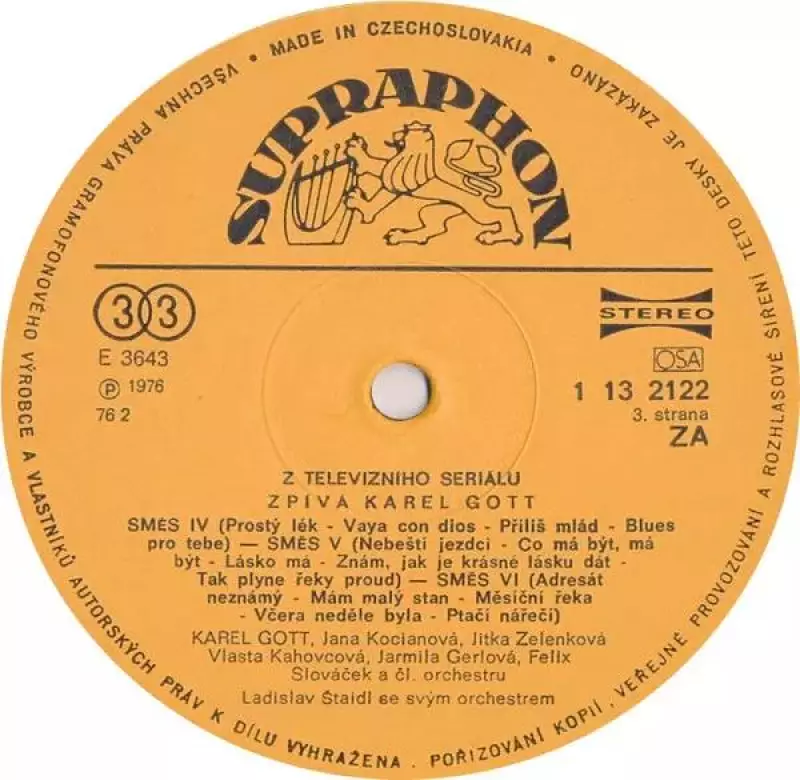 VŠECHNA PRÁVA GRAMOFONOVÉHO VÝROBCE A VLASTNÍKŮ AUTORSKÝCH PRÁV K DÍLU VYHRAŽENA . POŘIZOVÁNÍ KOPIÍ, VEŘEJNÉ PROVOZOVÁNÍ A ROZHLASOVÉ ŠÍŘENÍ TÉTO DESKY JE ZAKÁZÁNO
• MADE IN CZECHOSLOVAKIA •
SUPRAPHON
33
STEREO
E 3643
OSA
Ⓟ 1976
1 13 2122
76 2
3. strana
ZA
Z TELEVIZNÍHO SERIÁLU
ZPÍVÁ KAREL GOTT
SMĚS IV (Prostý lék - Vaya con dios - Příliš mlád - Blues
pro tebe) — SMĚS V (Nebeští jezdci - Co má být, má
být - Lásko má - Znám, jak je krásné lásku dát -
Tak plyne řeky proud) — SMĚS VI (Adresát
neznámý - Mám malý stan - Měsíční řeka
- Včera neděle byla - Ptačí nářečí)
KAREL GOTT, Jana Kocianová, Jitka Zelenková
Vlasta Kahovcová, Jarmila Gerlová, Felix
Slováček a čl. orchestru
Ladislav Štaidl se svým orchestrem